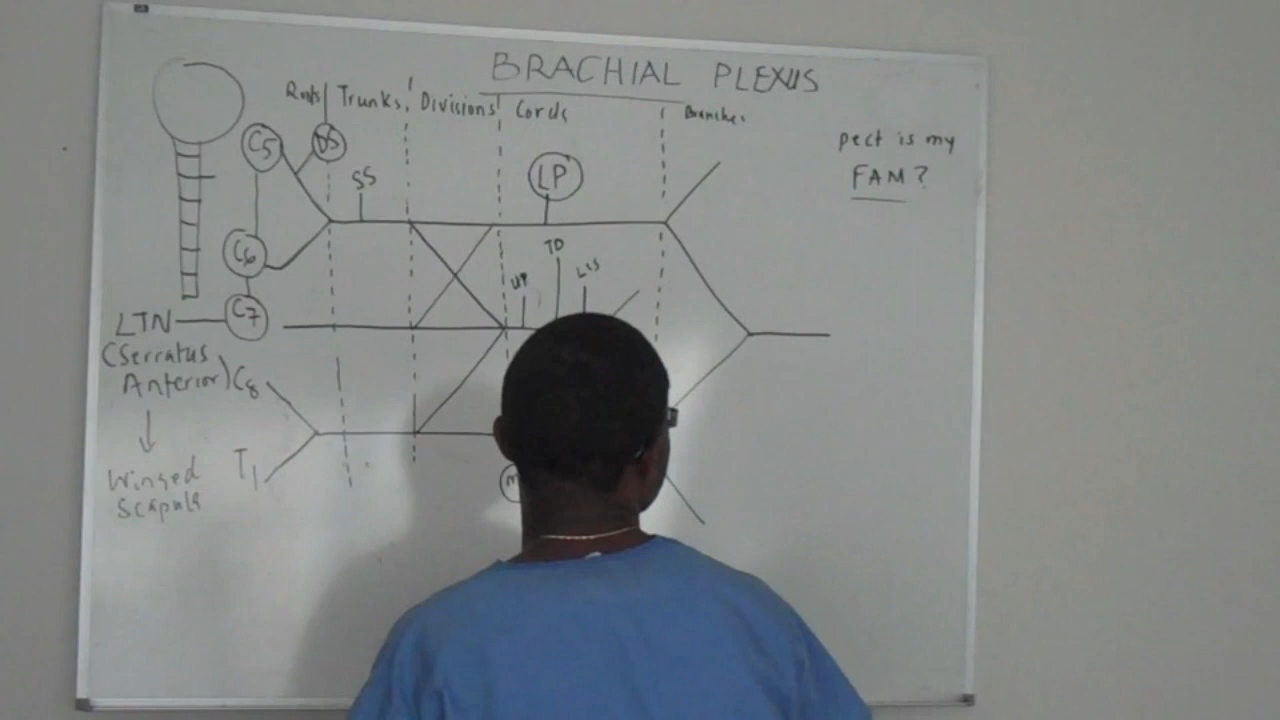 BRACHIAL PLEXUS
Roots Trunks Divisions Cords Branches
pect is my
FAM?
C5
DS
SS
LP
C6
TD
LSS
C7
LTN
(Serratus
Anterior)
C8
T1
Winged
Scapula
M